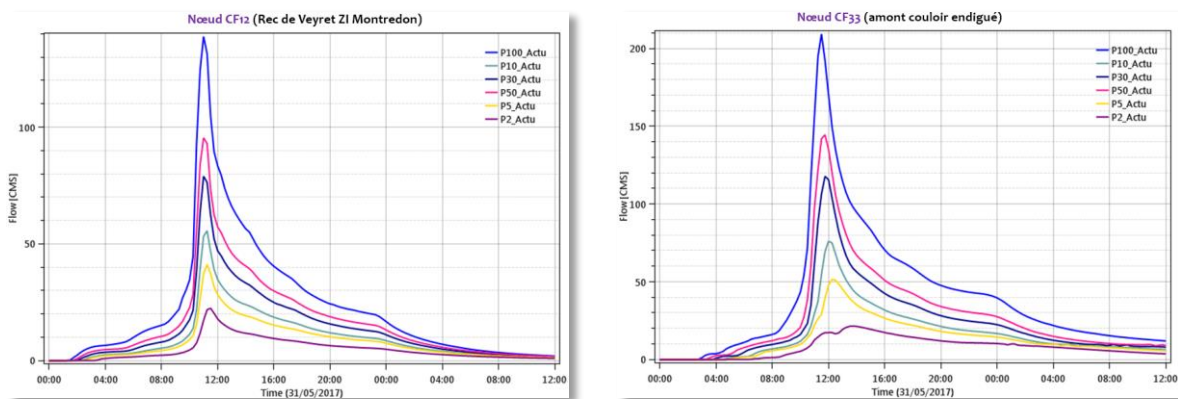 Nœud CF12 (Rec de Veyret ZI Montredon)
P100_Actu
P10_Actu
P30_Actu
P50_Actu
P5_Actu
P2_Actu
100
50
0
Flow [CMS]
00:00 04:00 08:00 12:00 16:00 20:00 00:00 04:00 08:00 12:00
Time (31/05/2017)
Nœud CF33 (amont couloir endigué)
P100_Actu
P10_Actu
P30_Actu
P50_Actu
P5_Actu
P2_Actu
200
150
100
50
0
Flow [CMS]
00:00 04:00 08:00 12:00 16:00 20:00 00:00 04:00 08:00 12:00
Time (31/05/2017)